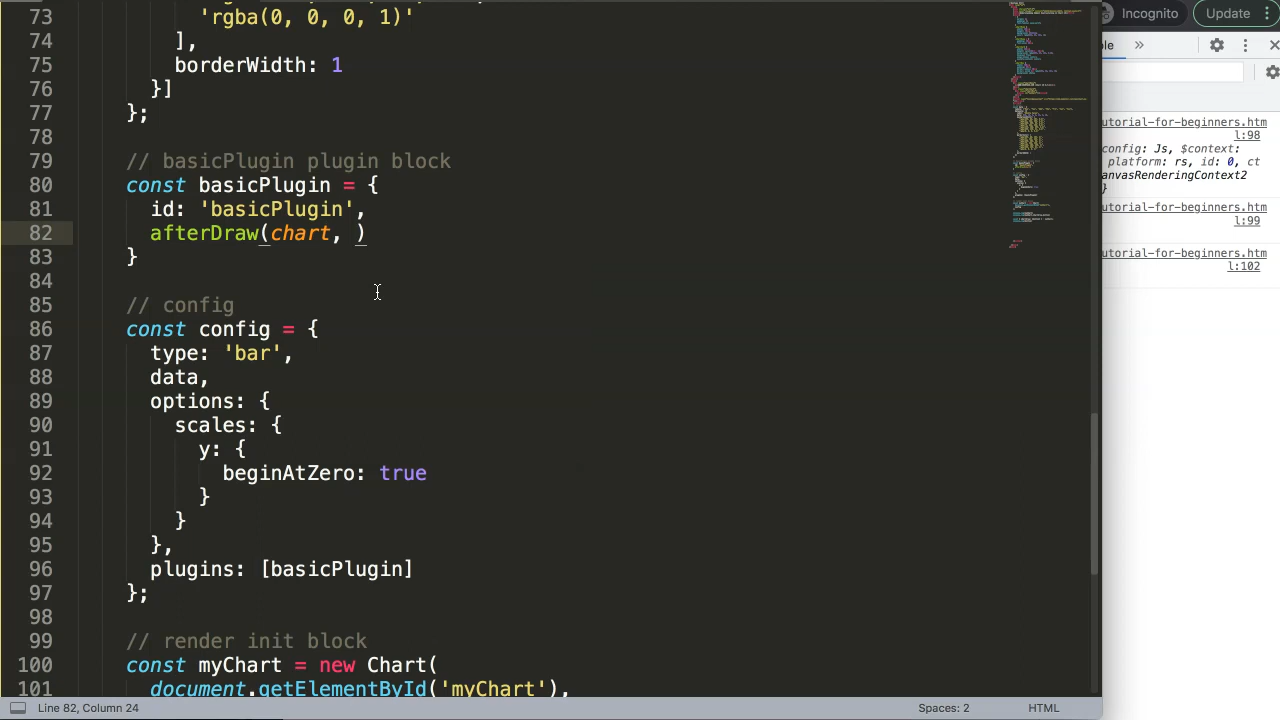 73 'rgba(0, 0, 0, 1)'
74 ],
75 borderWidth: 1
76 }]
77 };
78
79 // basicPlugin plugin block
80 const basicPlugin = {
81 id: 'basicPlugin',
82 afterDraw(chart, )
83 }
84
85 // config
86 const config = {
87 type: 'bar',
88 data,
89 options: {
90 scales: {
91 y: {
92 beginAtZero: true
93 }
94 }
95 },
96 plugins: [basicPlugin]
97 };
98
99 // render init block
100 const myChart = new Chart(
101 document.getElementById('myChart'),
Line 82, Column 24
Spaces: 2
HTML
Incognito
Update
»
utorial-for-beginners.htm
l:98
config: Js, $context:
platform: rs, id: 0, ct
anvasRenderingContext2
}
utorial-for-beginners.htm
l:99
utorial-for-beginners.htm
l:102